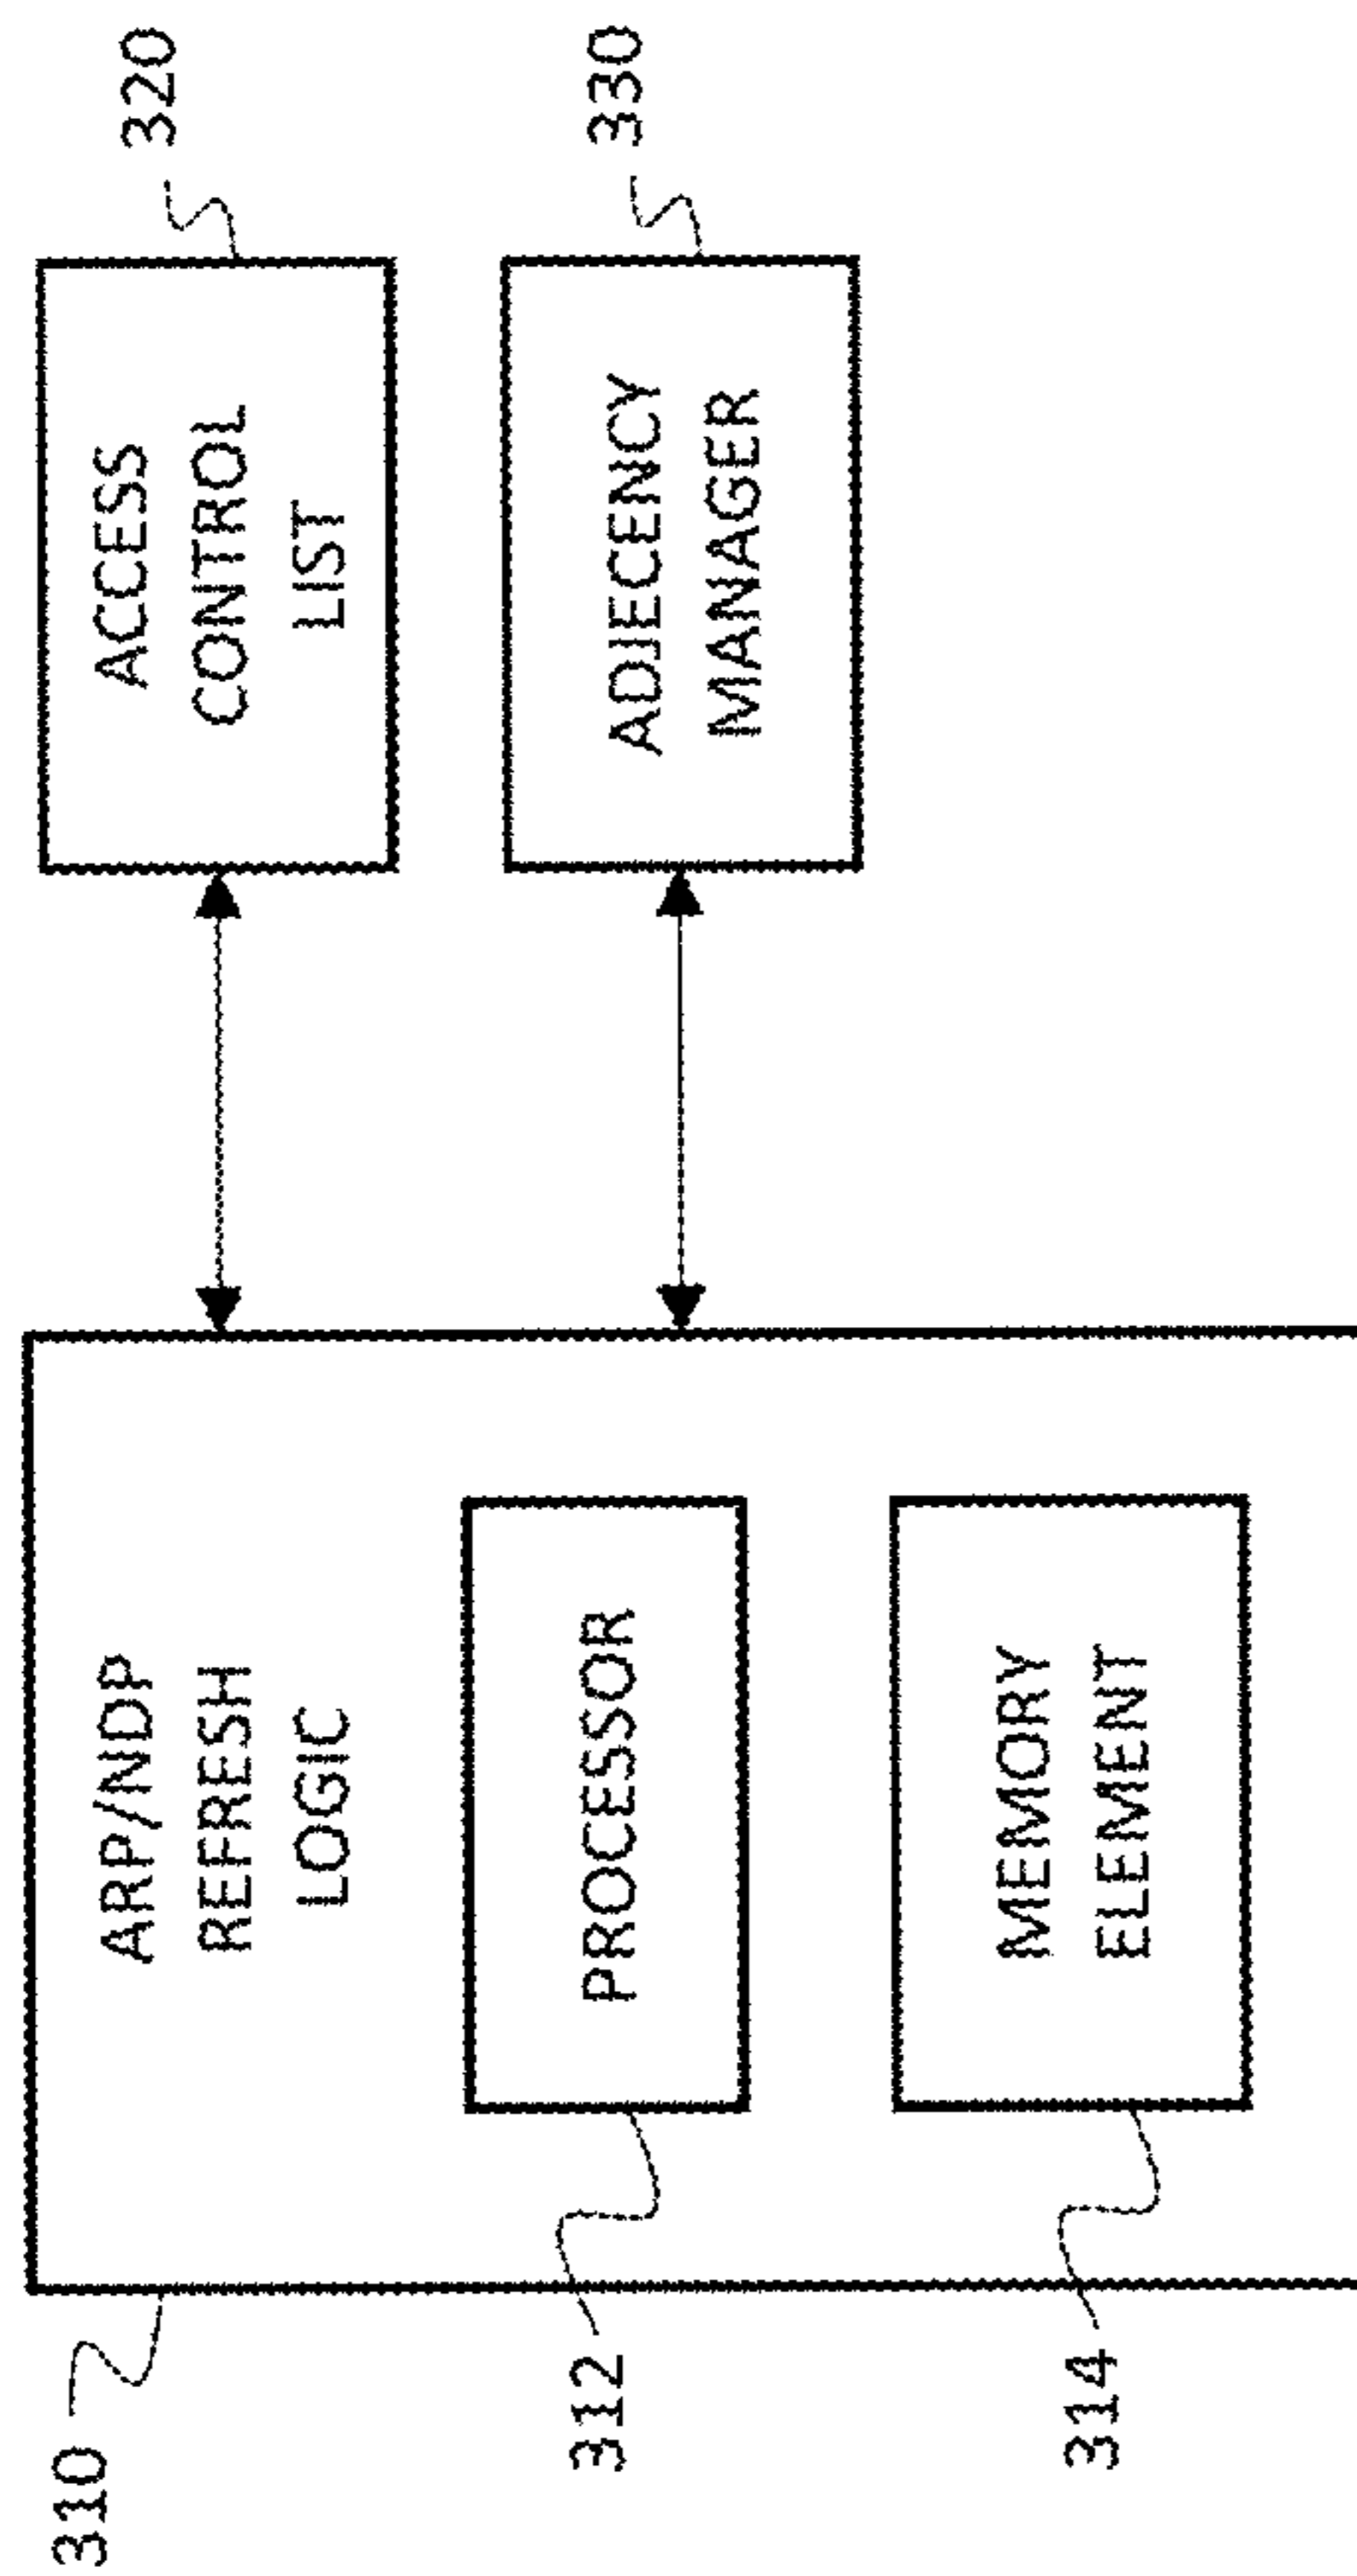 310
ARP/NDP
REFRESH
LOGIC
312
PROCESSOR
314
MEMORY
ELEMENT
ACCESS
CONTROL
LIST
320
ADJECENCY
MANAGER
330